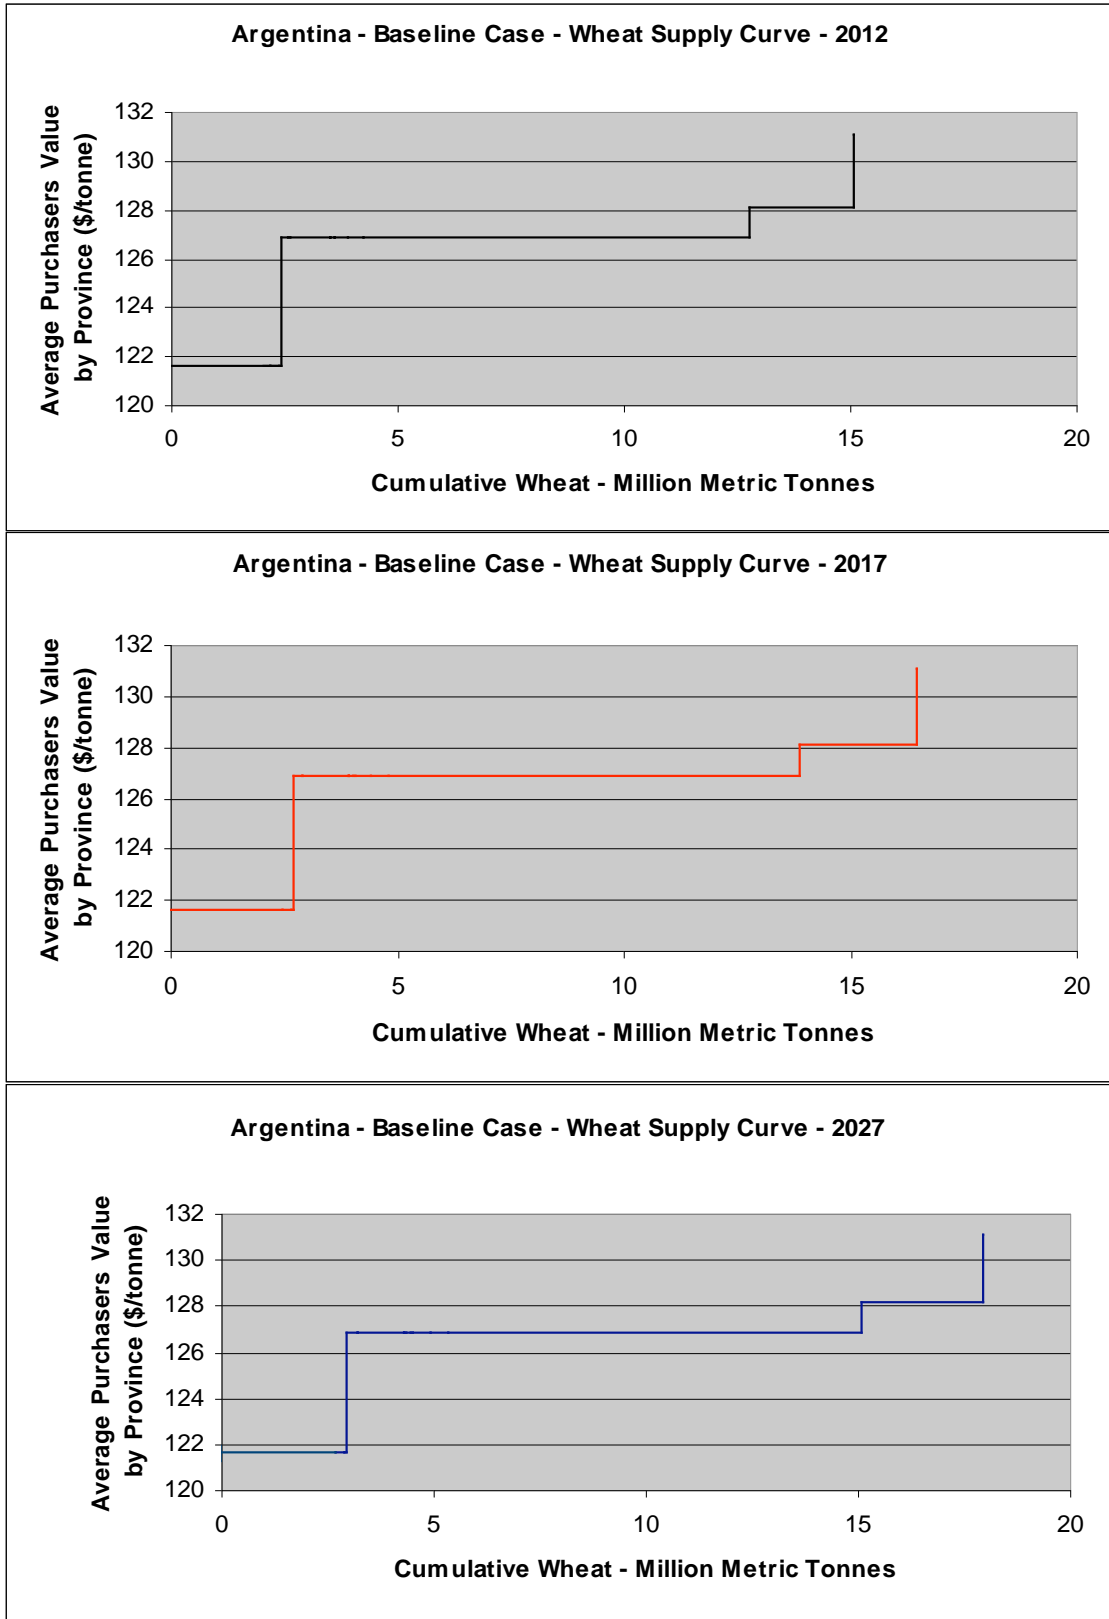 Argentina - Baseline Case - Wheat Supply Curve - 2012
Average Purchasers Value
by Province ($/tonne)
132
130
128
126
124
122
120
0 5 10 15 20
Cumulative Wheat - Million Metric Tonnes
Argentina - Baseline Case - Wheat Supply Curve - 2017
Average Purchasers Value
by Province ($/tonne)
132
130
128
126
124
122
120
0 5 10 15 20
Cumulative Wheat - Million Metric Tonnes
Argentina - Baseline Case - Wheat Supply Curve - 2027
Average Purchasers Value
by Province ($/tonne)
132
130
128
126
124
122
120
0 5 10 15 20
Cumulative Wheat - Million Metric Tonnes